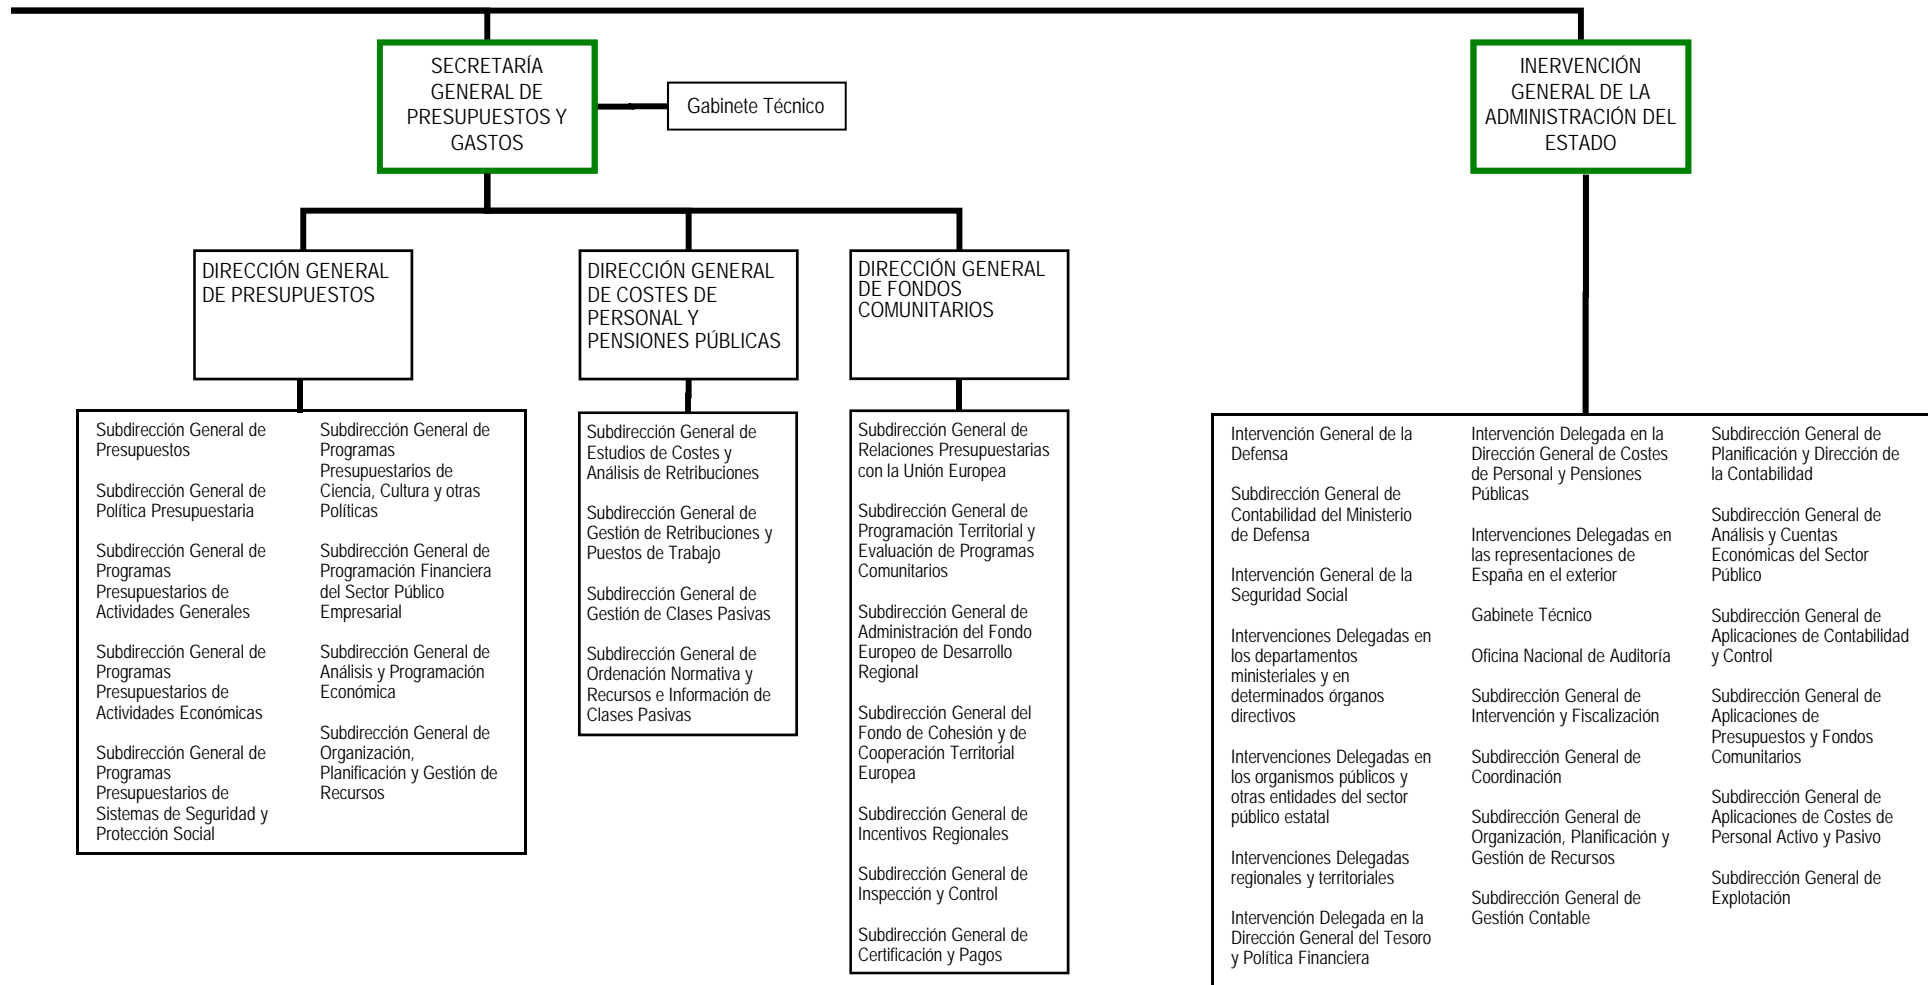 SECRETARÍA
GENERAL DE
PRESUPUESTOS Y
GASTOS
Gabinete Técnico
INERVENCIÓN
GENERAL DE LA
ADMINISTRACIÓN DEL
ESTADO
DIRECCIÓN GENERAL
DE PRESUPUESTOS
DIRECCIÓN GENERAL
DE COSTES DE
PERSONAL Y
PENSIONES PÚBLICAS
DIRECCIÓN GENERAL
DE FONDOS
COMUNITARIOS
Subdirección General de
Presupuestos
Subdirección General de
Política Presupuestaria
Subdirección General de
Programas
Presupuestarios de
Actividades Generales
Subdirección General de
Programas
Presupuestarios de
Actividades Económicas
Subdirección General de
Programas
Presupuestarios de
Sistemas de Seguridad y
Protección Social
Subdirección General de
Programas
Presupuestarios de
Ciencia, Cultura y otras
Políticas
Subdirección General de
Programación Financiera
del Sector Público
Empresarial
Subdirección General de
Análisis y Programación
Económica
Subdirección General de
Organización,
Planificación y Gestión de
Recursos
Subdirección General de
Estudios de Costes y
Análisis de Retribuciones
Subdirección General de
Gestión de Retribuciones y
Puestos de Trabajo
Subdirección General de
Gestión de Clases Pasivas
Subdirección General de
Ordenación Normativa y
Recursos e Información de
Clases Pasivas
Subdirección General de
Relaciones Presupuestarias
con la Unión Europea
Subdirección General de
Programación Territorial y
Evaluación de Programas
Comunitarios
Subdirección General de
Administración del Fondo
Europeo de Desarrollo
Regional
Subdirección General del
Fondo de Cohesión y de
Cooperación Territorial
Europea
Subdirección General de
Incentivos Regionales
Subdirección General de
Inspección y Control
Subdirección General de
Certificación y Pagos
Intervención General de la
Defensa
Subdirección General de
Contabilidad del Ministerio
de Defensa
Intervención General de la
Seguridad Social
Intervenciones Delegadas en
los departamentos
ministeriales y en
determinados órganos
directivos
Intervenciones Delegadas en
los organismos públicos y
otras entidades del sector
público estatal
Intervenciones Delegadas
regionales y territoriales
Intervención Delegada en la
Dirección General del Tesoro
y Política Financiera
Intervención Delegada en la
Dirección General de Costes
de Personal y Pensiones
Públicas
Intervenciones Delegadas en
las representaciones de
España en el exterior
Gabinete Técnico
Oficina Nacional de Auditoría
Subdirección General de
Intervención y Fiscalización
Subdirección General de
Coordinación
Subdirección General de
Organización, Planificación y
Gestión de Recursos
Subdirección General de
Gestión Contable
Subdirección General de
Planificación y Dirección de
la Contabilidad
Subdirección General de
Análisis y Cuentas
Económicas del Sector
Público
Subdirección General de
Aplicaciones de Contabilidad
y Control
Subdirección General de
Aplicaciones de
Presupuestos y Fondos
Comunitarios
Subdirección General de
Aplicaciones de Costes de
Personal Activo y Pasivo
Subdirección General de
Explotación